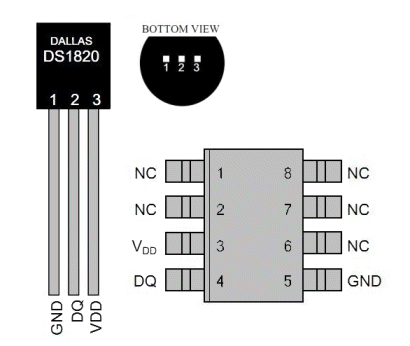 DALLAS
DS1820
1 2 3
GND
DQ
VDD
BOTTOM VIEW
1 2 3
NC 1 8 NC
NC 2 7 NC
VDD 3 6 NC
DQ 4 5 GND